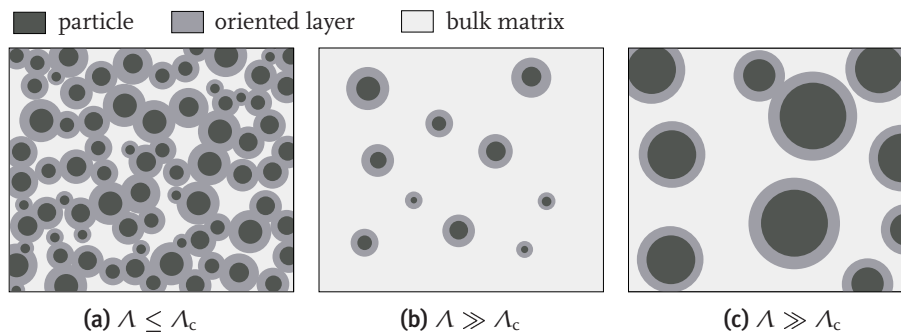 particle oriented layer bulk matrix
(a) Λ ≤ Λc (b) Λ ≫ Λc (c) Λ ≫ Λc